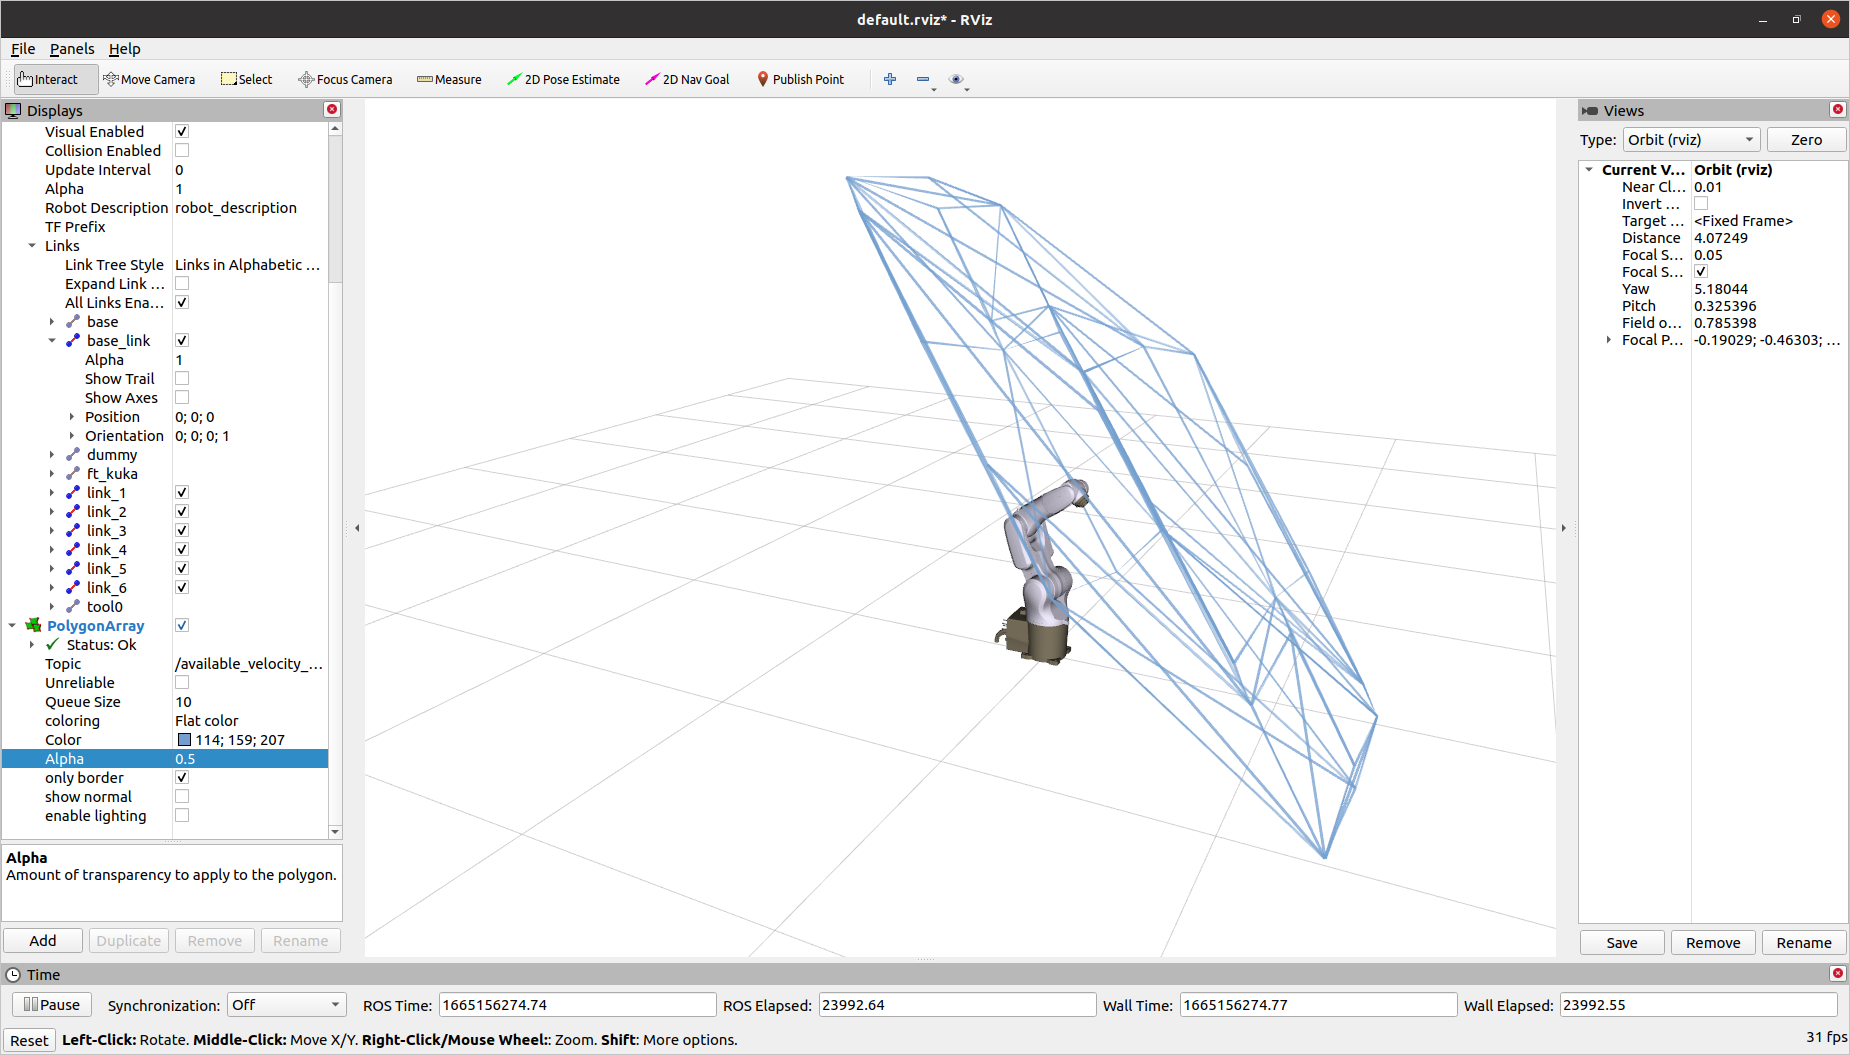 default.rviz* - RViz
File Panels Help
Interact Move Camera Select Focus Camera Measure 2D Pose Estimate 2D Nav Goal Publish Point
Displays
Visual Enabled
Collision Enabled
Update Interval 0
Alpha 1
Robot Description robot_description
TF Prefix
Links
Link Tree Style Links in Alphabetic ...
Expand Link ...
All Links Ena...
base
base_link
Alpha 1
Show Trail
Show Axes
Position 0; 0; 0
Orientation 0; 0; 0; 1
dummy
ft_kuka
link_1
link_2
link_3
link_4
link_5
link_6
tool0
PolygonArray
Status: Ok
Topic /available_velocity_...
Unreliable
Queue Size 10
coloring Flat color
Color 114; 159; 207
Alpha 0.5
only border
show normal
enable lighting
Alpha
Amount of transparency to apply to the polygon.
Add Duplicate Remove Rename
Views
Type: Orbit (rviz) Zero
Current V... Orbit (rviz)
Near Cl... 0.01
Invert ...
Target ... <Fixed Frame>
Distance 4.07249
Focal S... 0.05
Focal S...
Yaw 5.18044
Pitch 0.325396
Field o... 0.785398
Focal P... -0.19029; -0.46303; ...
Save Remove Rename
Time
Pause Synchronization: Off ROS Time: 1665156274.74 ROS Elapsed: 23992.64 Wall Time: 1665156274.77 Wall Elapsed: 23992.55
Reset Left-Click: Rotate. Middle-Click: Move X/Y. Right-Click/Mouse Wheel:: Zoom. Shift: More options. 31 fps